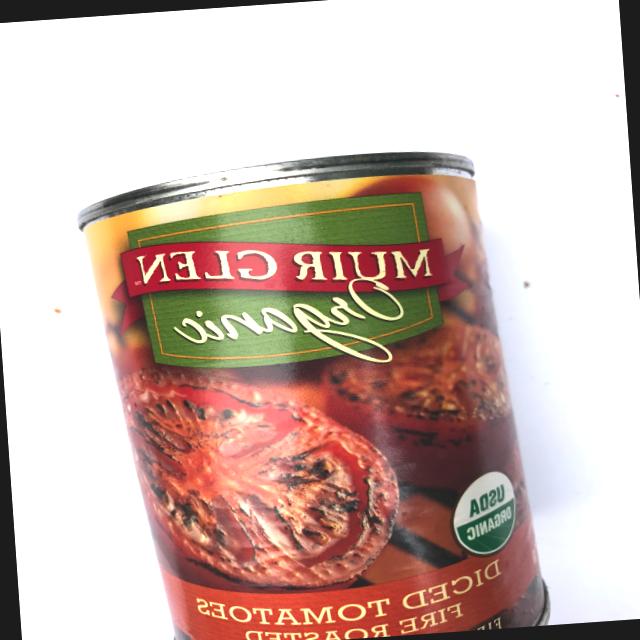 MUIR GLEN
Organic
USDA
ORGANIC
DICED TOMATOES
FIRE ROASTED